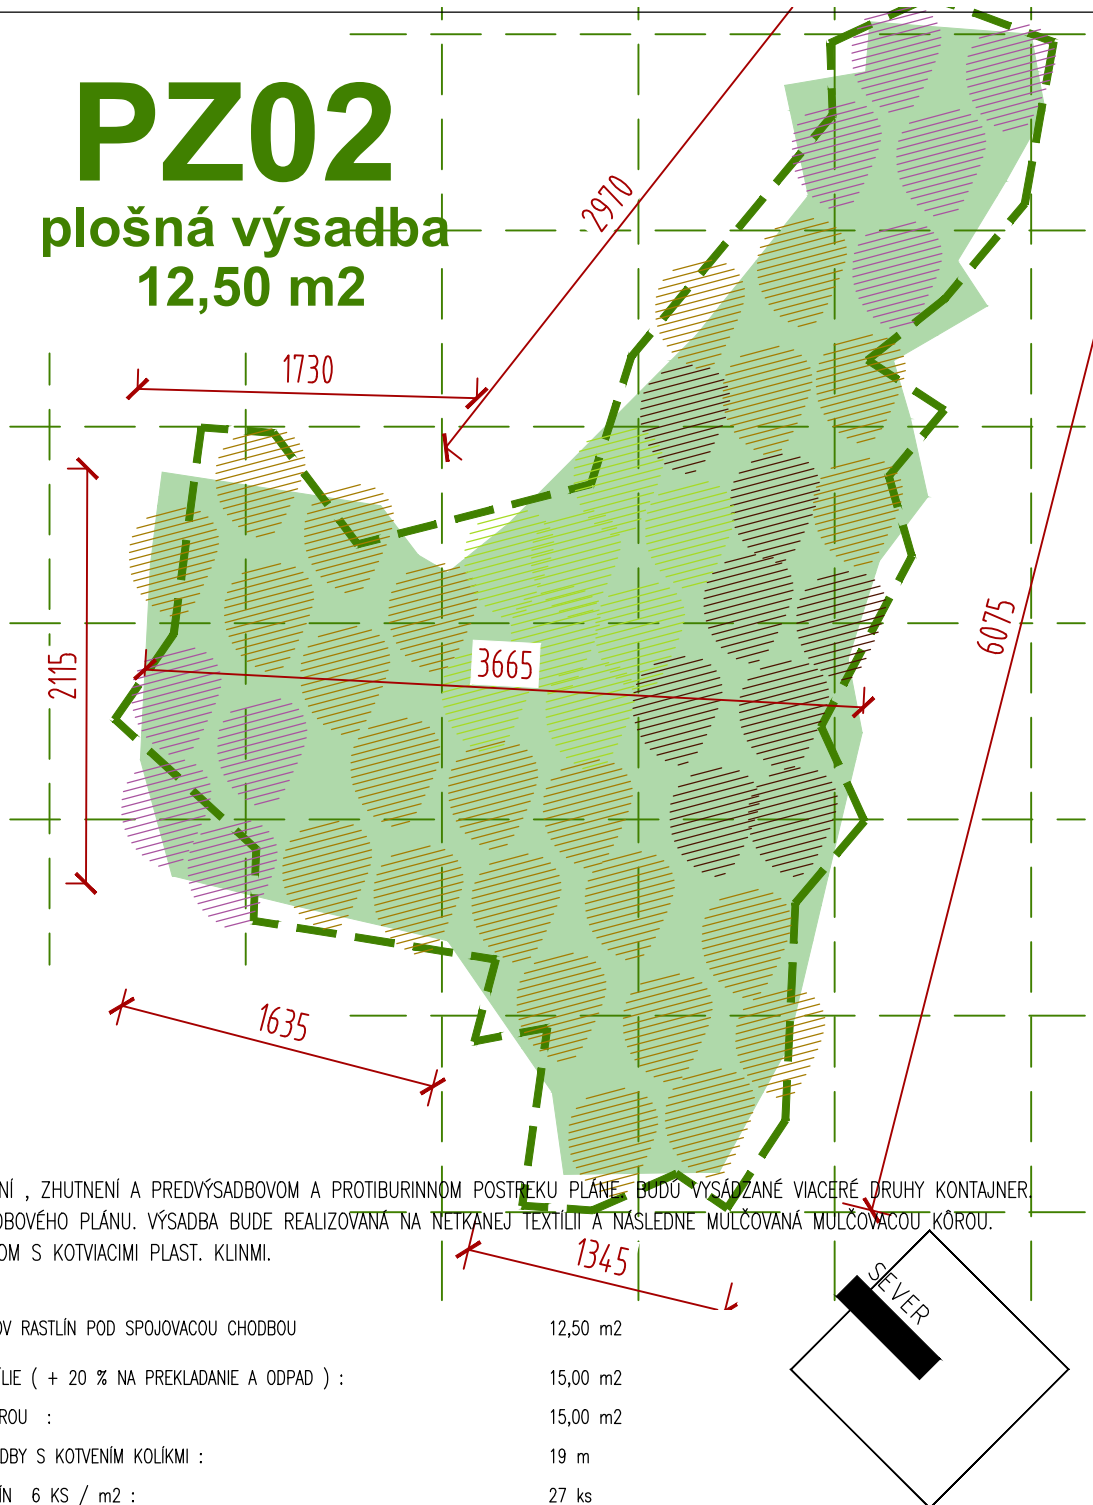 PZ02
plošná výsadba
12,50 m2
2970
1730
2115
3665
6075
1635
NÍ , ZHUTNENÍ A PREDVÝSADBOVOM A PROTIBURINNOM POSTREKU PLÁNE, BUDÚ VYSÁDZANÉ VIACERÉ DRUHY KONTAJNER.
OBOVÉHO PLÁNU. VÝSADBA BUDE REALIZOVANÁ NA NETKANEJ TEXTÍLII A NÁSLEDNE MULČOVANÁ MULČOVACOU KÔROU.
OM S KOTVIACIMI PLAST. KLINMI.
1345
SEVER
OV RASTLÍN POD SPOJOVACOU CHODBOU 12,50 m2
ÍLIE ( + 20 % NA PREKLADANIE A ODPAD ) : 15,00 m2
ROU : 15,00 m2
DBY S KOTVENÍM KOLÍKMI : 19 m
ÍN 6 KS / m2 : 27 ks